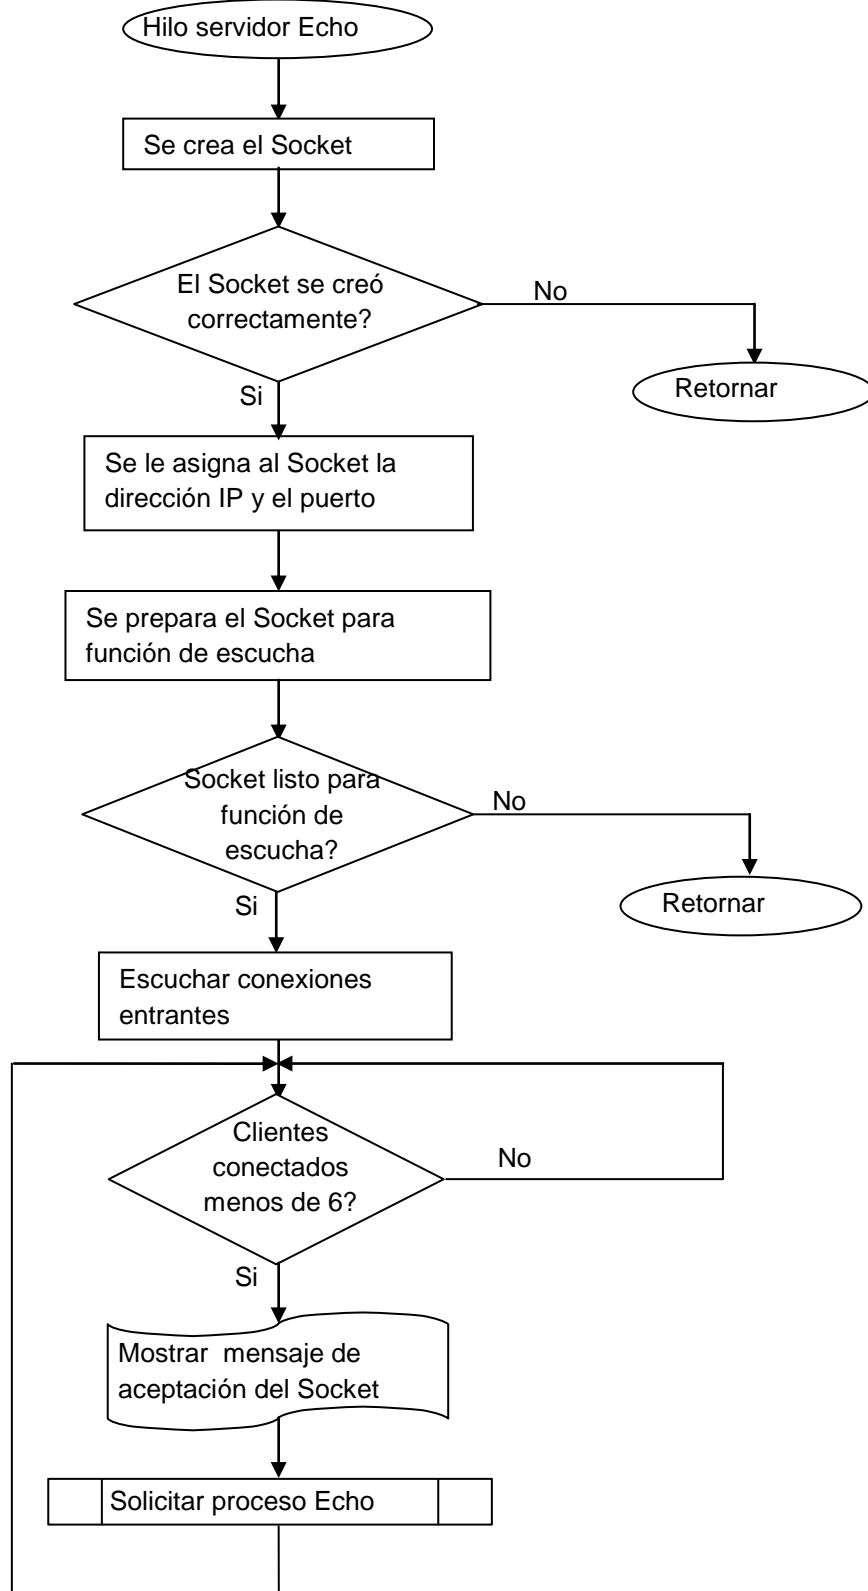 Hilo servidor Echo
Se crea el Socket
El Socket se creó
correctamente?
No
Retornar
Si
Se le asigna al Socket la
dirección IP y el puerto
Se prepara el Socket para
función de escucha
Socket listo para
función de
escucha?
No
Retornar
Si
Escuchar conexiones
entrantes
Clientes
conectados
menos de 6?
No
Si
Mostrar mensaje de
aceptación del Socket
Solicitar proceso Echo